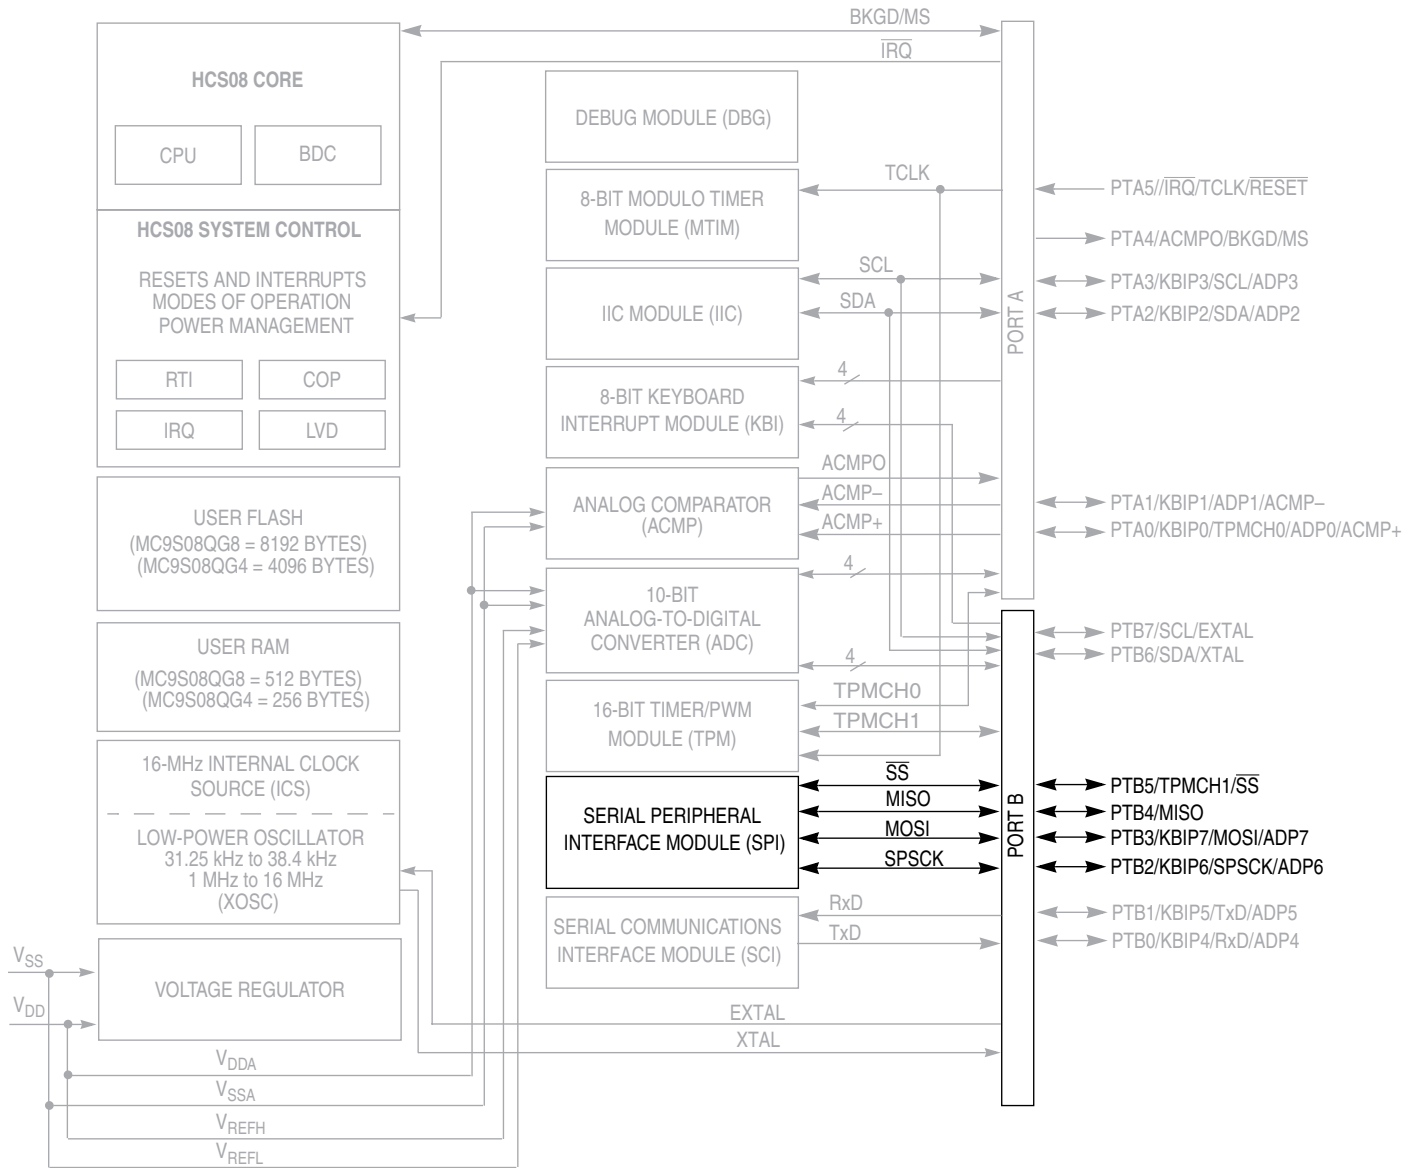 BKGD/MS
IRQ
HCS08 CORE
CPU
BDC
HCS08 SYSTEM CONTROL
RESETS AND INTERRUPTS
MODES OF OPERATION
POWER MANAGEMENT
RTI
COP
IRQ
LVD
USER FLASH
(MC9S08QG8 = 8192 BYTES)
(MC9S08QG4 = 4096 BYTES)
USER RAM
(MC9S08QG8 = 512 BYTES)
(MC9S08QG4 = 256 BYTES)
16-MHz INTERNAL CLOCK
SOURCE (ICS)
LOW-POWER OSCILLATOR
31.25 kHz to 38.4 kHz
1 MHz to 16 MHz
(XOSC)
VOLTAGE REGULATOR
VSS
VDD
VDDA
VSSA
VREFH
VREFL
DEBUG MODULE (DBG)
8-BIT MODULO TIMER
MODULE (MTIM)
IIC MODULE (IIC)
8-BIT KEYBOARD
INTERRUPT MODULE (KBI)
ANALOG COMPARATOR
(ACMP)
10-BIT
ANALOG-TO-DIGITAL
CONVERTER (ADC)
16-BIT TIMER/PWM
MODULE (TPM)
SERIAL PERIPHERAL
INTERFACE MODULE (SPI)
SERIAL COMMUNICATIONS
INTERFACE MODULE (SCI)
TCLK
SCL
SDA
4
4
ACMPO
ACMP–
ACMP+
4
4
TPMCH0
TPMCH1
SS
MISO
MOSI
SPSCK
RxD
TxD
EXTAL
XTAL
PORT A
PORT B
PTA5//IRQ/TCLK/RESET
PTA4/ACMPO/BKGD/MS
PTA3/KBIP3/SCL/ADP3
PTA2/KBIP2/SDA/ADP2
PTA1/KBIP1/ADP1/ACMP–
PTA0/KBIP0/TPMCH0/ADP0/ACMP+
PTB7/SCL/EXTAL
PTB6/SDA/XTAL
PTB5/TPMCH1/SS
PTB4/MISO
PTB3/KBIP7/MOSI/ADP7
PTB2/KBIP6/SPSCK/ADP6
PTB1/KBIP5/TxD/ADP5
PTB0/KBIP4/RxD/ADP4